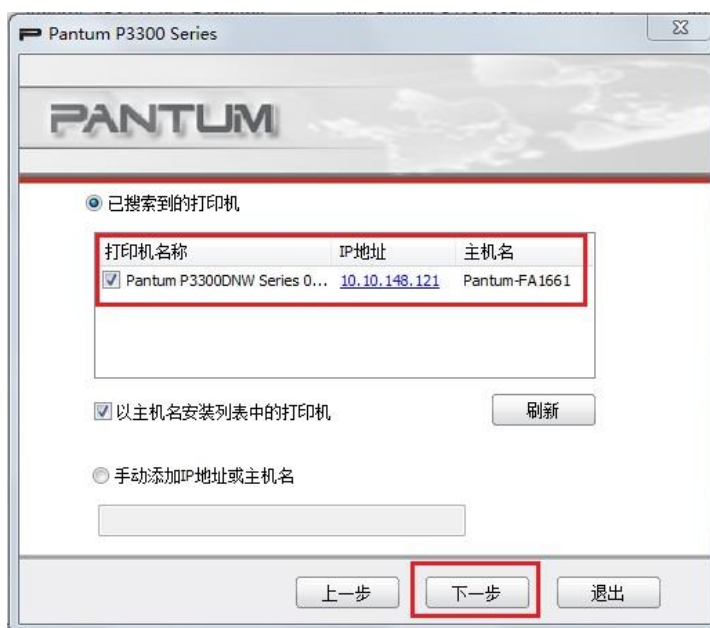 Pantum P3300 Series
PANTUM
已搜索到的打印机
打印机名称 IP地址 主机名
Pantum P3300DNW Series 0... 10.10.148.121 Pantum-FA1661
以主机名安装列表中的打印机 刷新
手动添加IP地址或主机名
上一步 下一步 退出